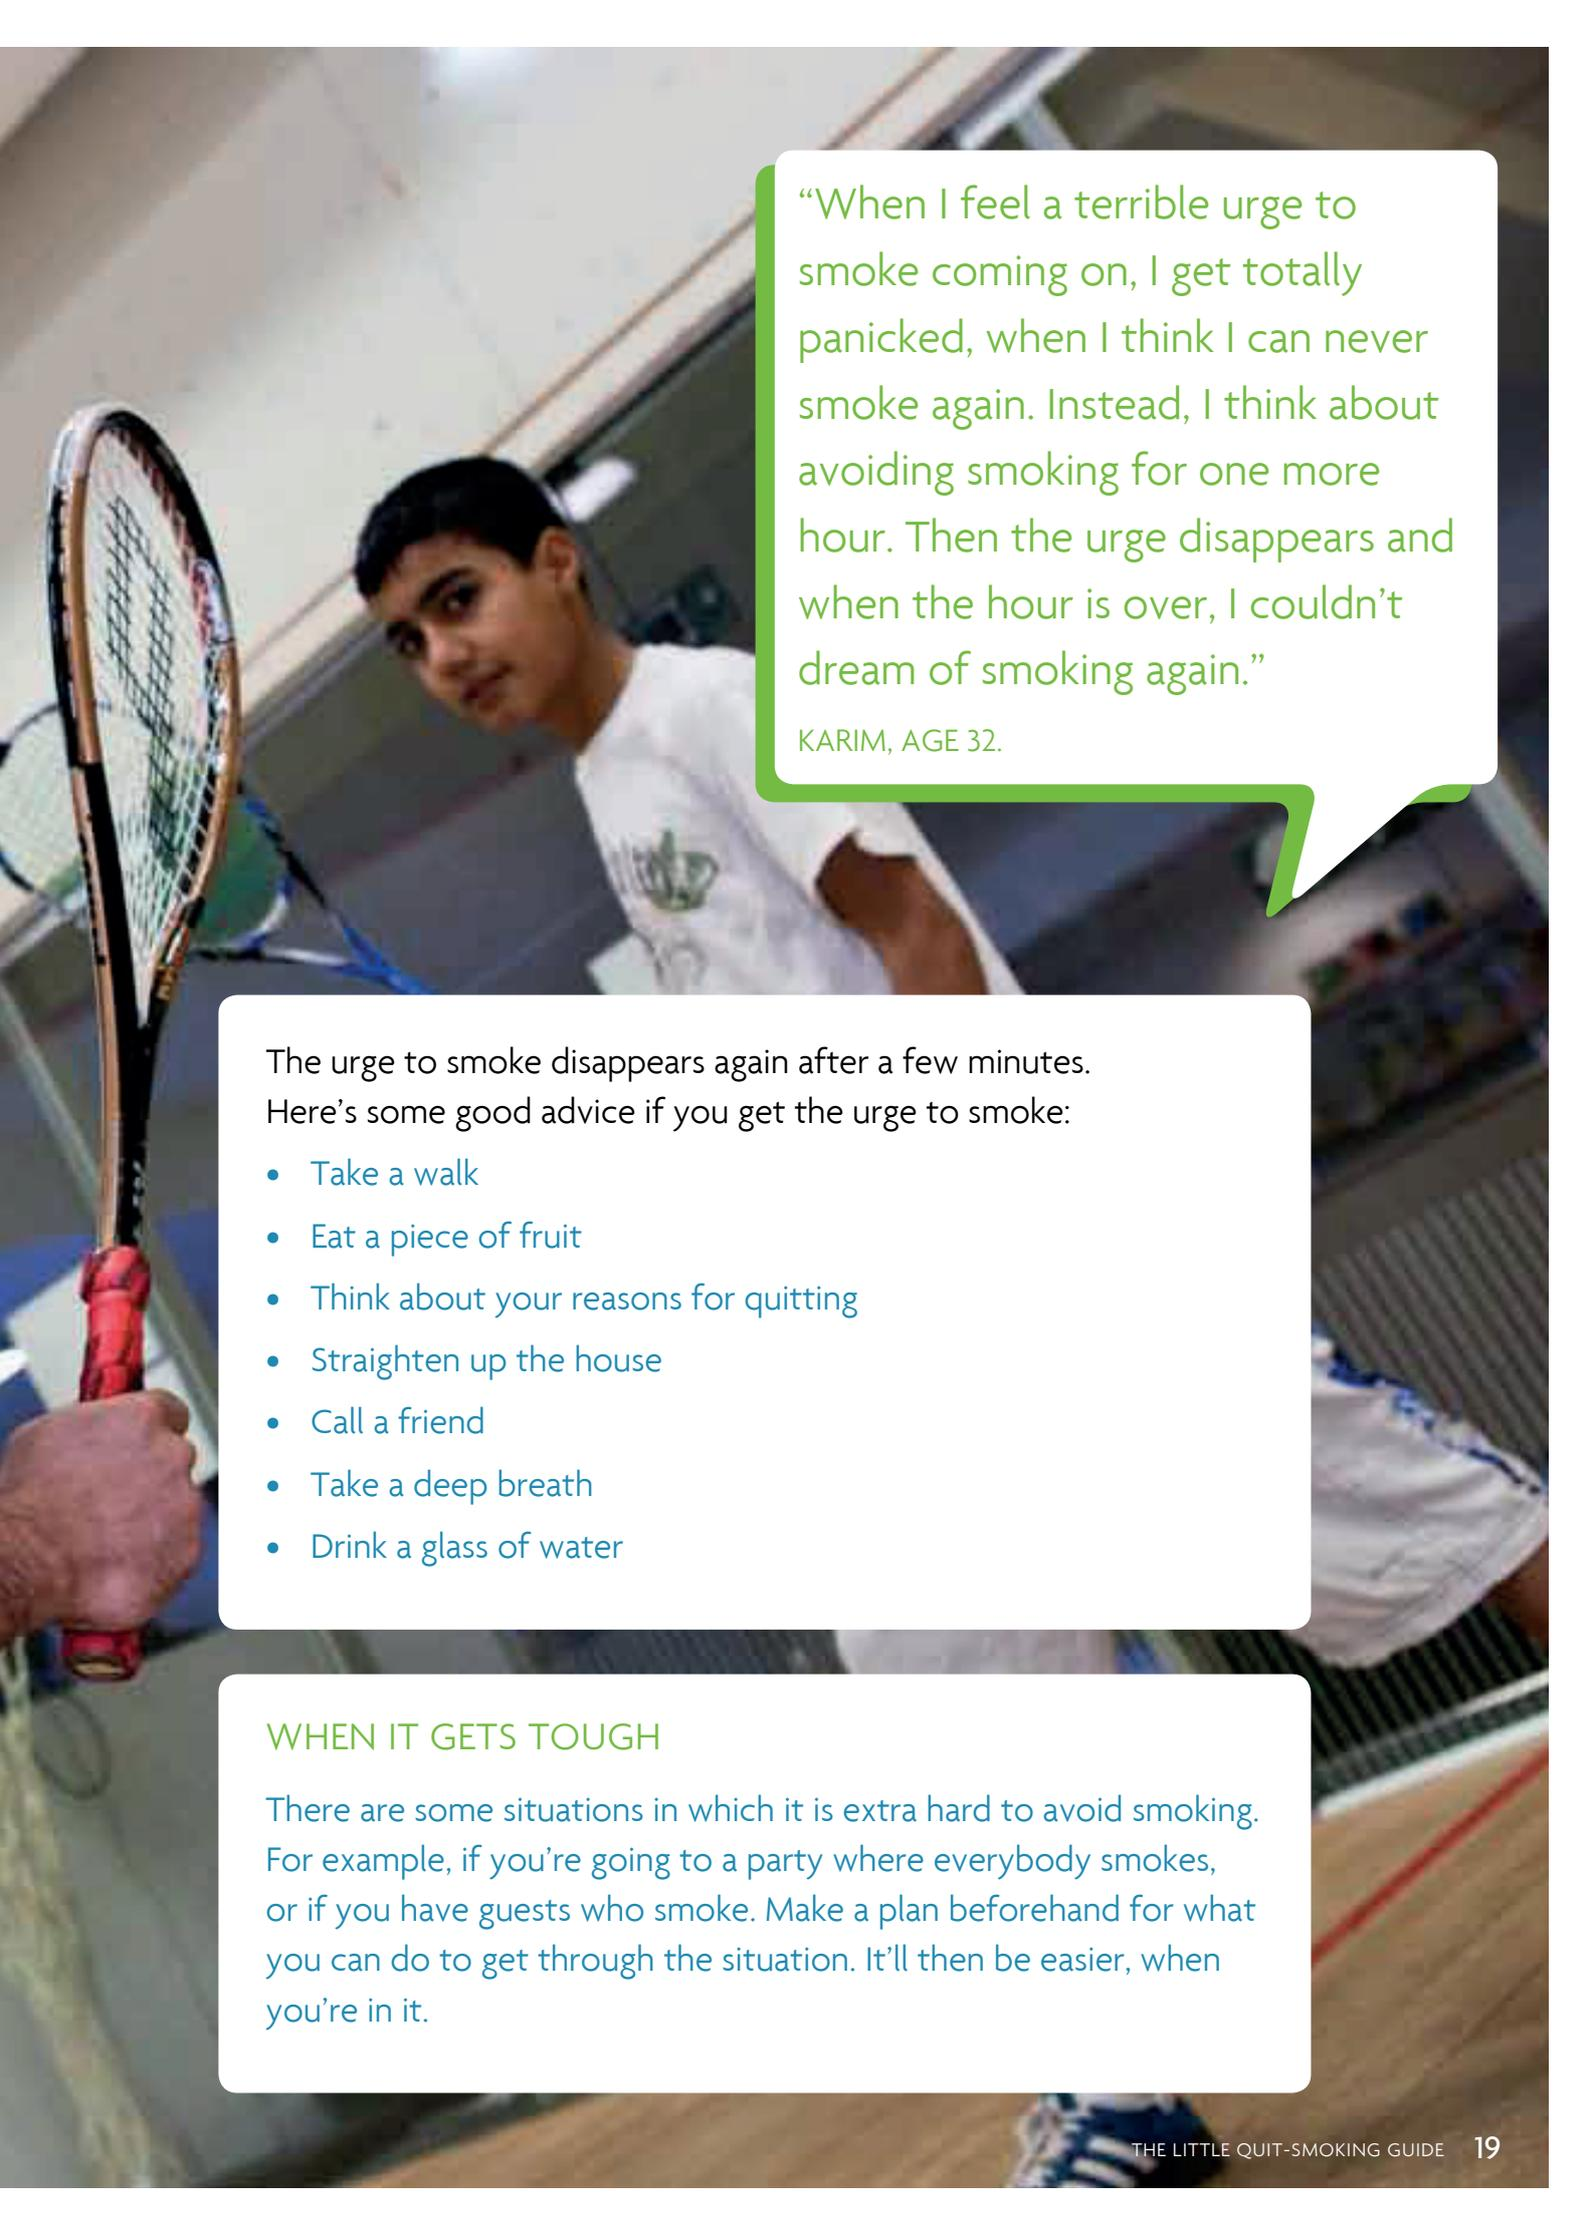 “When I feel a terrible urge to
smoke coming on, I get totally
panicked, when I think I can never
smoke again. Instead, I think about
avoiding smoking for one more
hour. Then the urge disappears and
when the hour is over, I couldn’t
dream of smoking again.”
KARIM, AGE 32.
The urge to smoke disappears again after a few minutes.
Here’s some good advice if you get the urge to smoke:
• Take a walk
• Eat a piece of fruit
• Think about your reasons for quitting
• Straighten up the house
• Call a friend
• Take a deep breath
• Drink a glass of water
WHEN IT GETS TOUGH
There are some situations in which it is extra hard to avoid smoking.
For example, if you’re going to a party where everybody smokes,
or if you have guests who smoke. Make a plan beforehand for what
you can do to get through the situation. It’ll then be easier, when
you’re in it.
THE LITTLE QUIT-SMOKING GUIDE 19